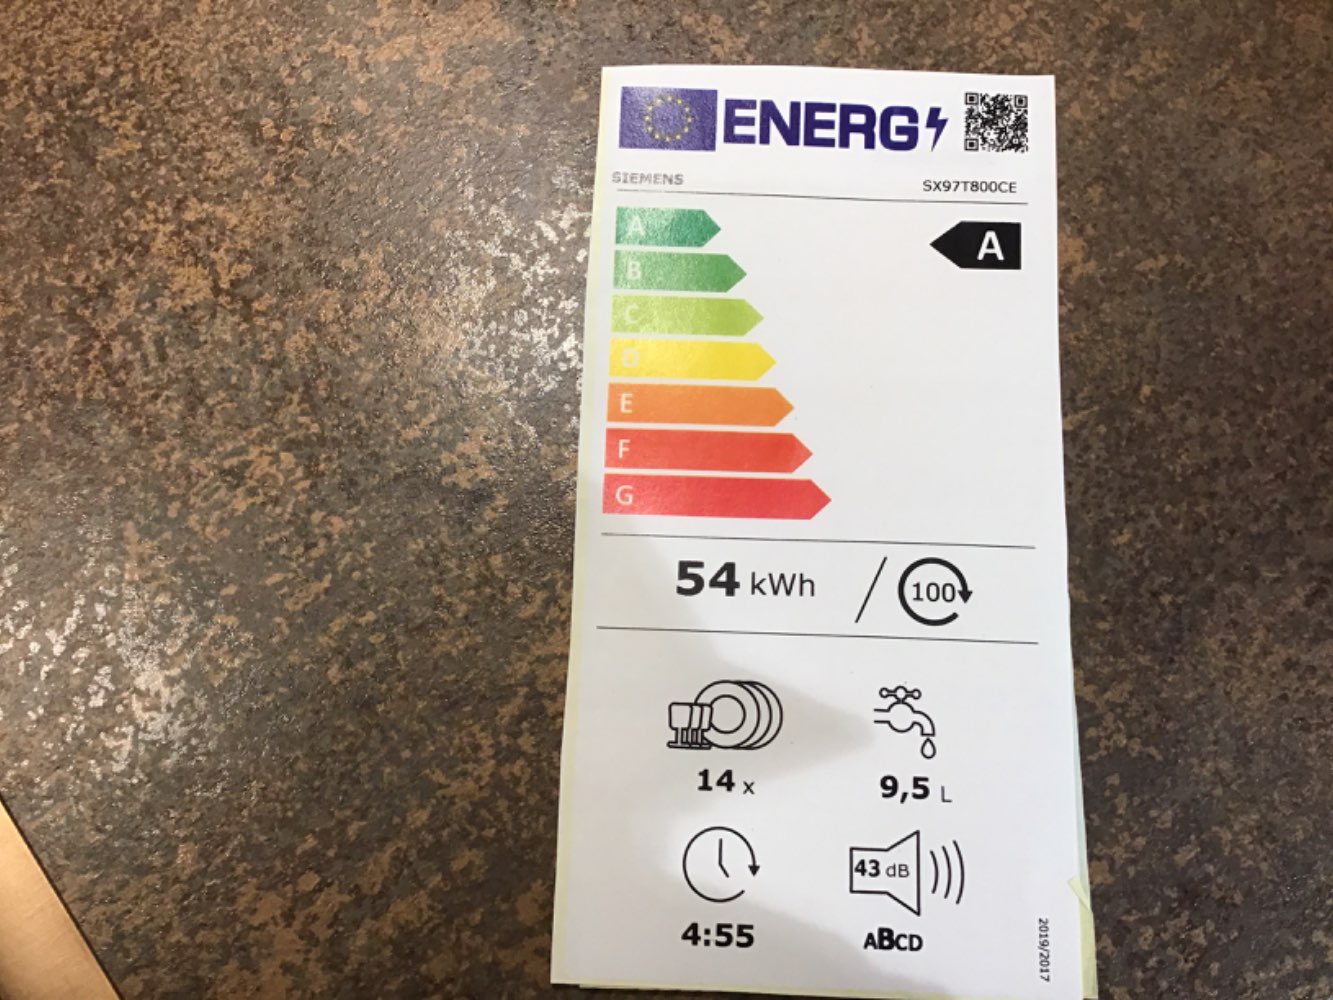 ENERG
SIEMENS
SX97T800CE
A
A
B
C
D
E
F
G
54 kWh / 100
14 x
9,5 L
4:55
43 dB
ABCD
2019/2017